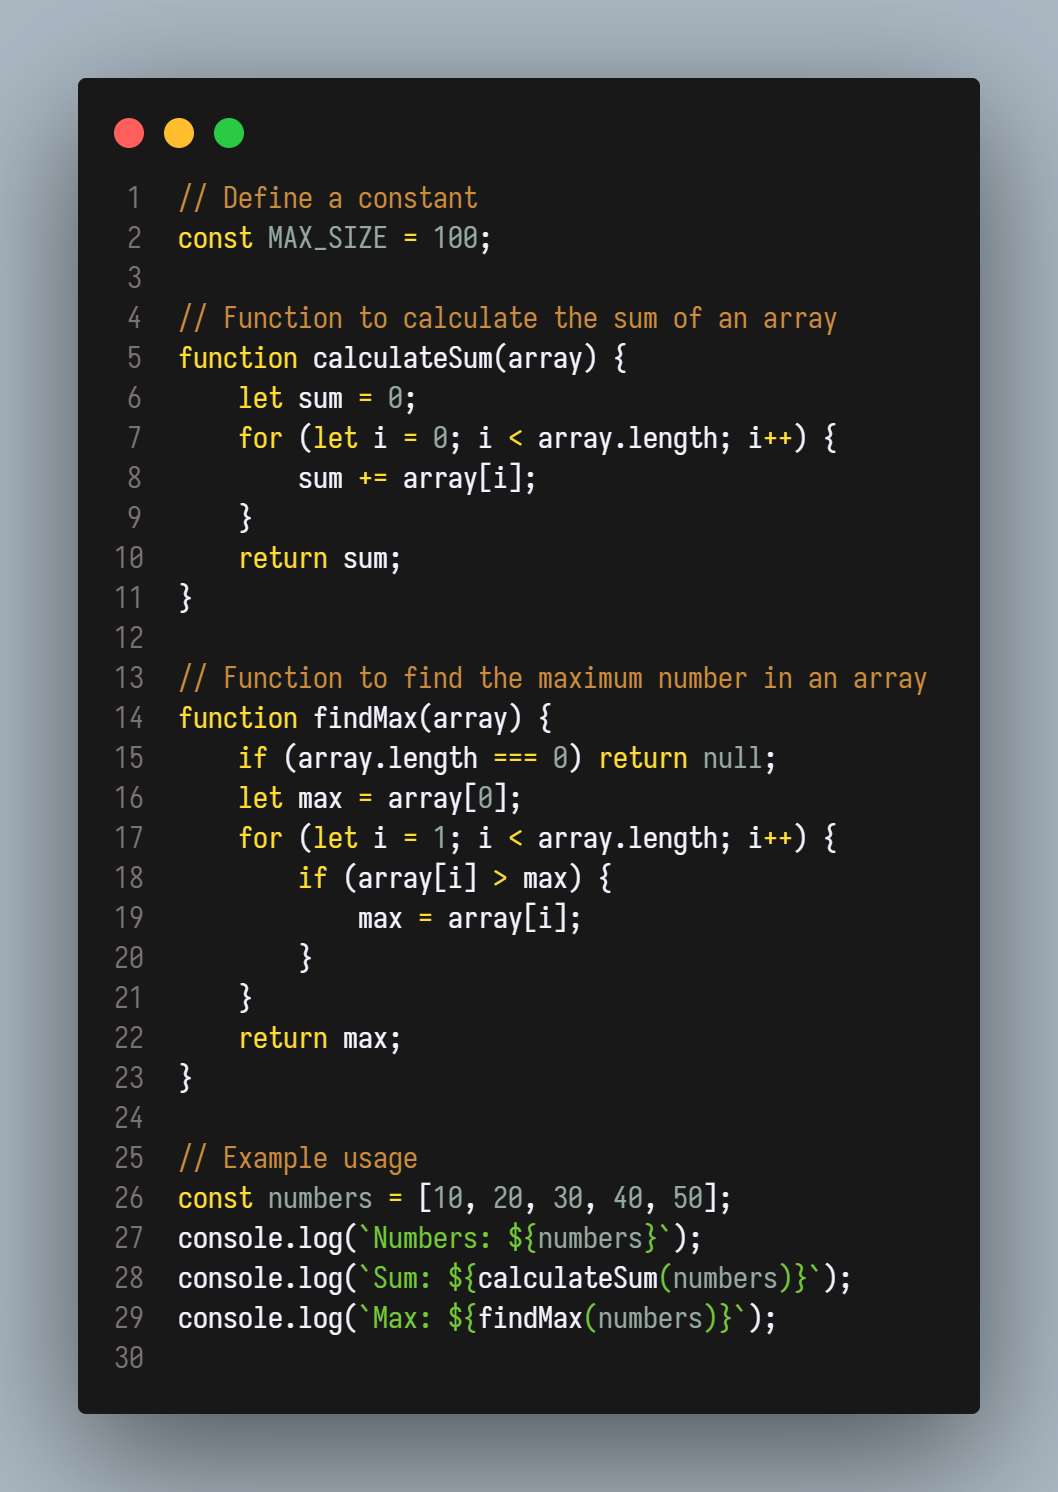 1 // Define a constant
2 const MAX_SIZE = 100;
3
4 // Function to calculate the sum of an array
5 function calculateSum(array) {
6     let sum = 0;
7     for (let i = 0; i < array.length; i++) {
8         sum += array[i];
9     }
10     return sum;
11 }
12
13 // Function to find the maximum number in an array
14 function findMax(array) {
15     if (array.length === 0) return null;
16     let max = array[0];
17     for (let i = 1; i < array.length; i++) {
18         if (array[i] > max) {
19             max = array[i];
20         }
21     }
22     return max;
23 }
24
25 // Example usage
26 const numbers = [10, 20, 30, 40, 50];
27 console.log(`Numbers: ${numbers}`);
28 console.log(`Sum: ${calculateSum(numbers)}`);
29 console.log(`Max: ${findMax(numbers)}`);
30